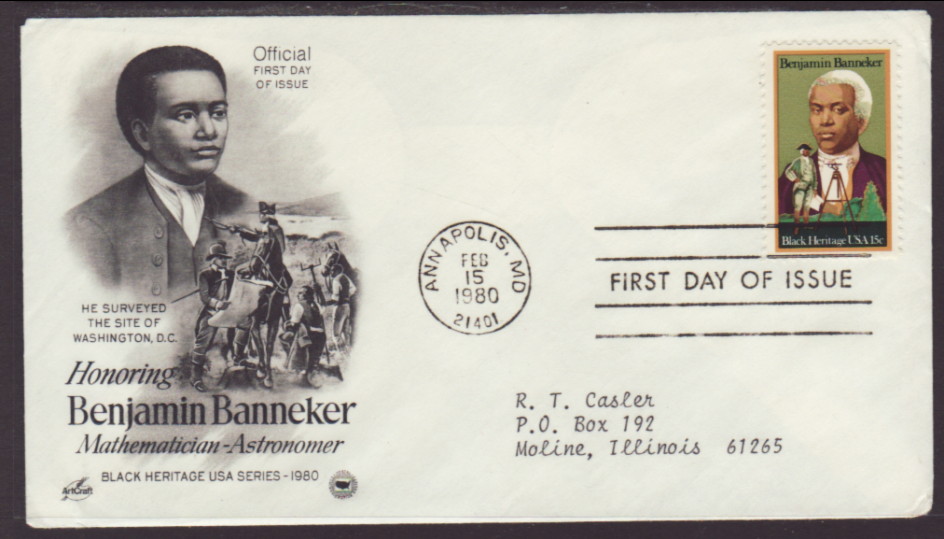 Official
FIRST DAY
OF ISSUE
HE SURVEYED
THE SITE OF
WASHINGTON, D.C.
Honoring
Benjamin Banneker
Mathematician-Astronomer
BLACK HERITAGE USA SERIES - 1980
ArtCraft
ANNAPOLIS, MD
FEB
15
1980
21401
Benjamin Banneker
Black Heritage USA 15c
FIRST DAY OF ISSUE
R. T. Casler
P.O. Box 192
Moline, Illinois 61265